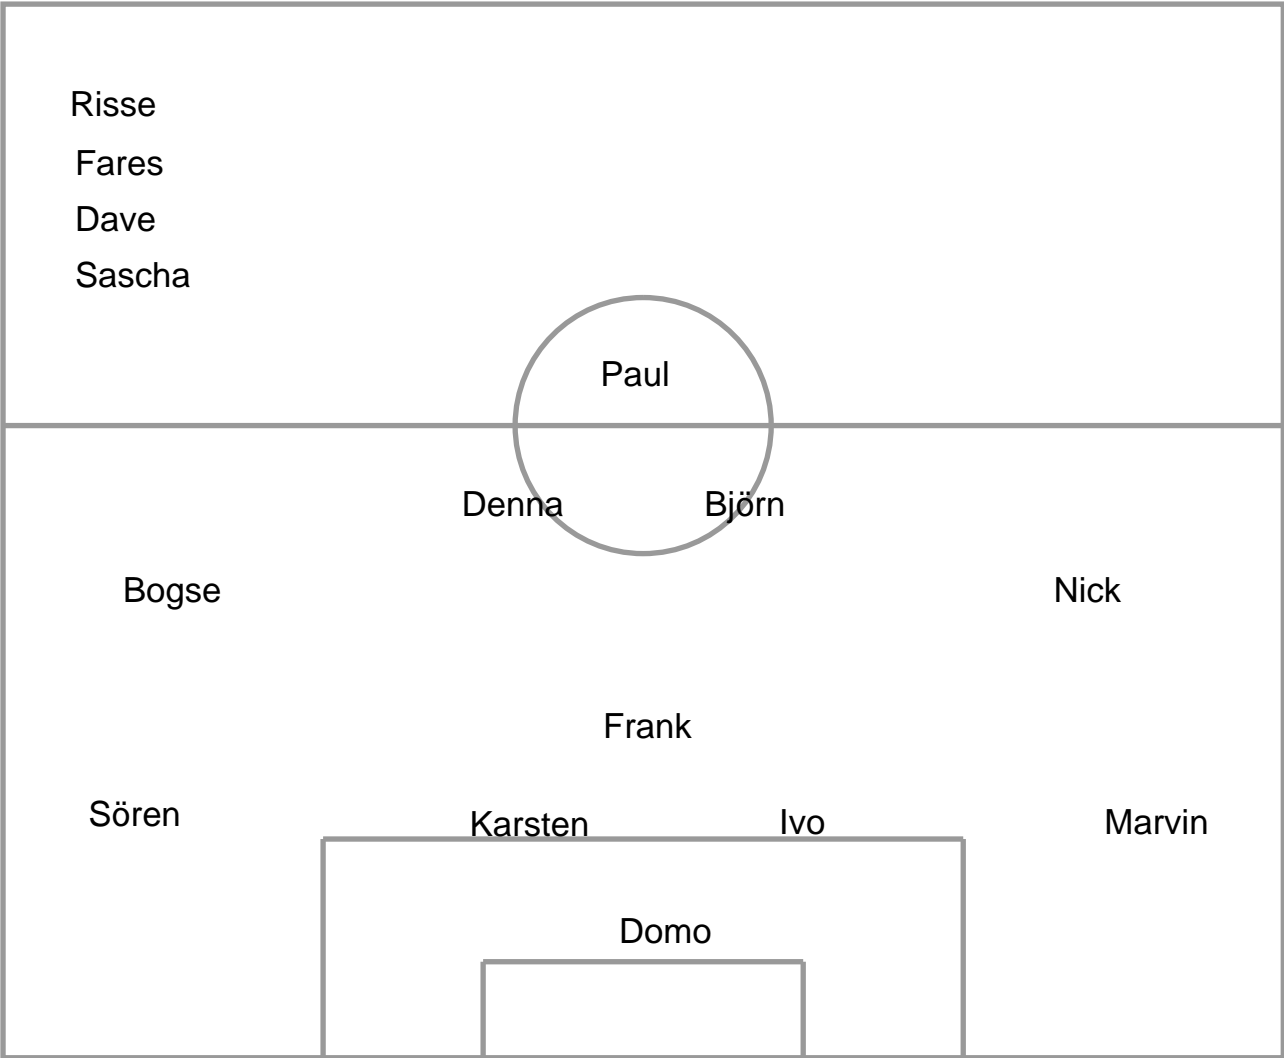 Risse
Fares
Dave
Sascha
Paul
Denna Björn
Bogse Nick
Frank
Sören Karsten Ivo Marvin
Domo